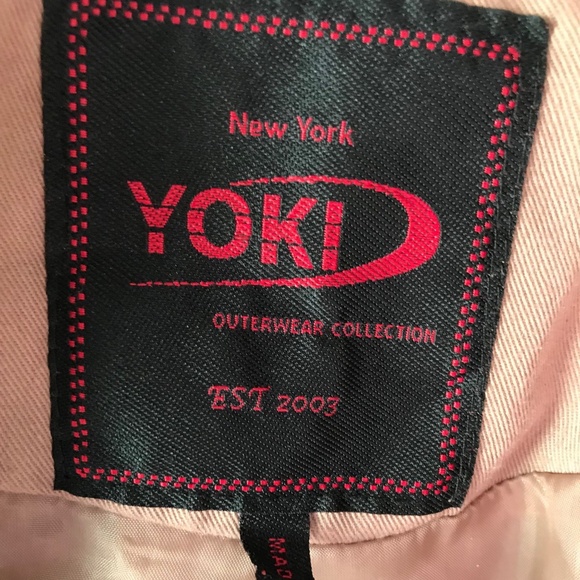 New York
YOKI
OUTERWEAR COLLECTION
EST 2003